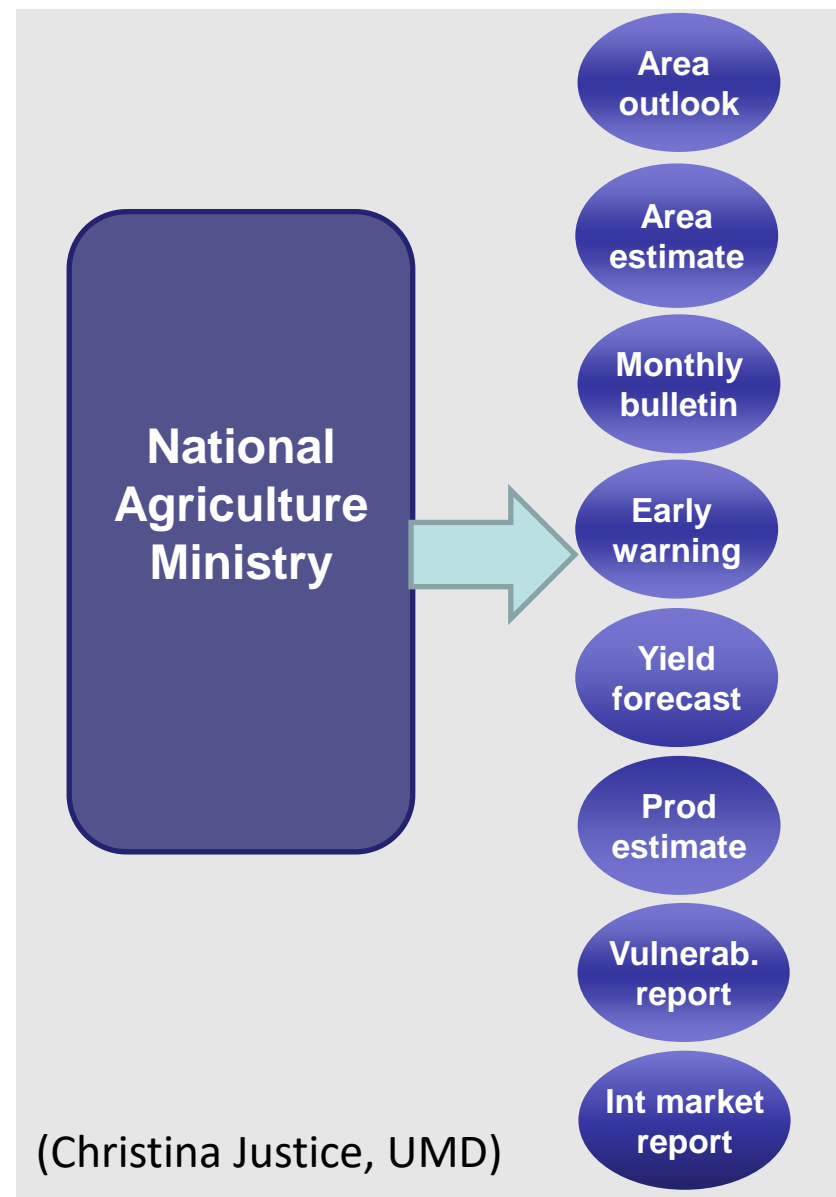 Area
outlook
Area
estimate
Monthly
bulletin
National
Agriculture
Ministry
Early
warning
Yield
forecast
Prod
estimate
Vulnerab.
report
Int market
report
(Christina Justice, UMD)